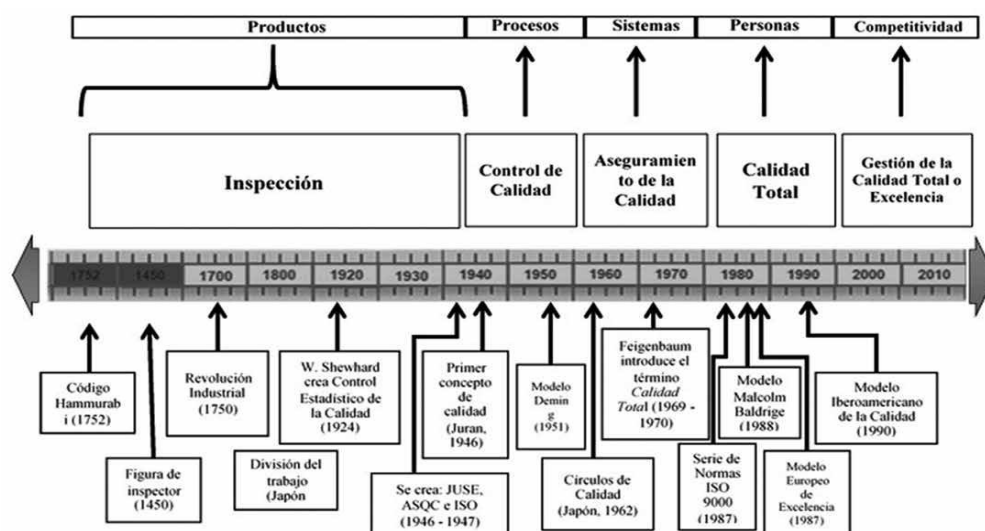 Productos Procesos Sistemas Personas Competitividad
Inspección
Control de
Calidad
Aseguramien
to de la
Calidad
Calidad
Total
Gestión de la
Calidad Total o
Excelencia
1752 1450 1700 1800 1920 1930 1940 1950 1960 1970 1980 1990 2000 2010
Código
Hammurab
i (1752)
Figura de
inspector
(1450)
Revolución
Industrial
(1750)
W. Shewhard
crea Control
Estadístico de
la Calidad
(1924)
División del
trabajo
(Japón
Se crea: JUSE,
ASQC e ISO
(1946 - 1947)
Primer
concepto
de
calidad
(Juran,
1946)
Modelo
Demin
g
(1951)
Círculos de
Calidad
(Japón, 1962)
Feigenbaum
introduce el
término
Calidad
Total (1969 -
1970)
Serie de
Normas
ISO
9000
(1987)
Modelo
Malcolm
Baldrige
(1988)
Modelo
Europeo
de
Excelencia
(1987)
Modelo
Iberoamericano
de la Calidad
(1990)